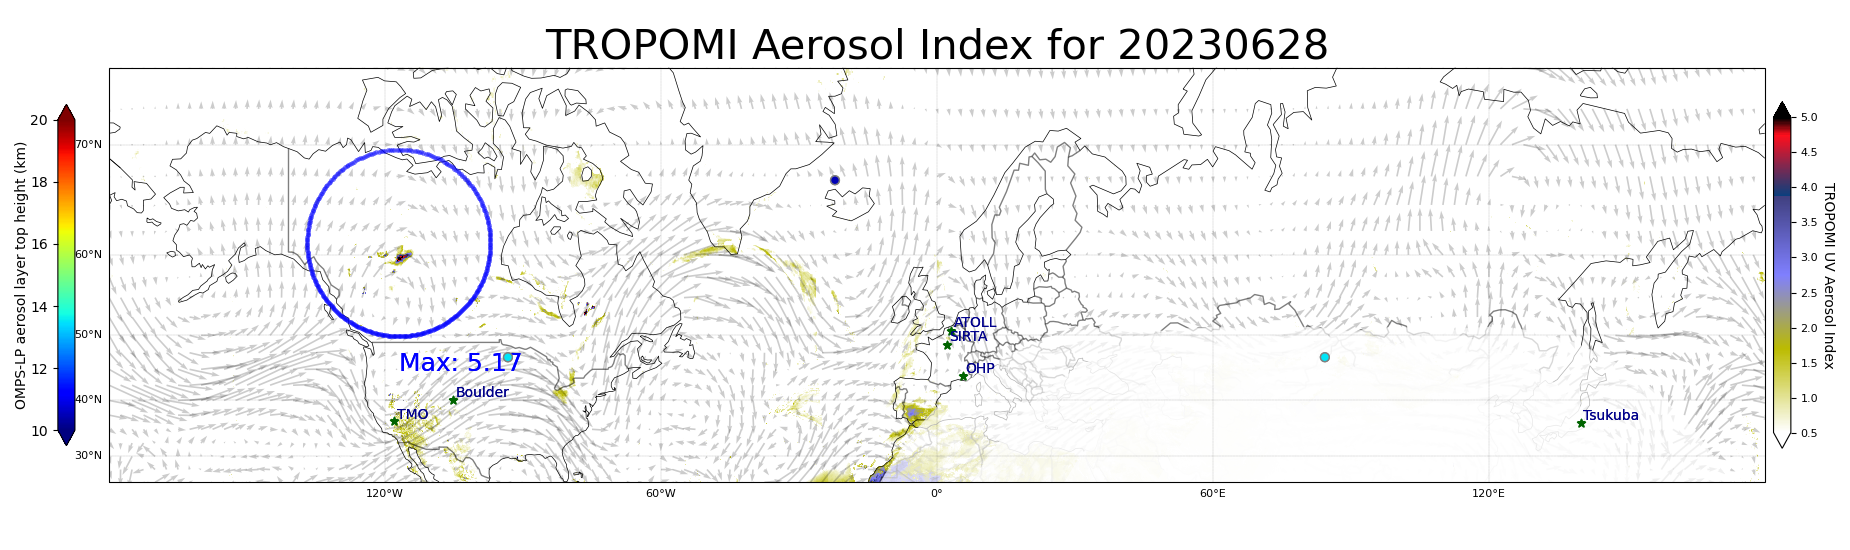 TROPOMI Aerosol Index for 20230628
OMPS-LP aerosol layer top height (km)
20
18
16
14
12
10
70°N
60°N
50°N
40°N
30°N
120°W
60°W
0°
60°E
120°E
Max: 5.17
Boulder
TMO
ATOLL
SIRTA
OHP
Tsukuba
5.0
4.5
4.0
3.5
3.0
2.5
2.0
1.5
1.0
0.5
TROPOMI UV Aerosol Index